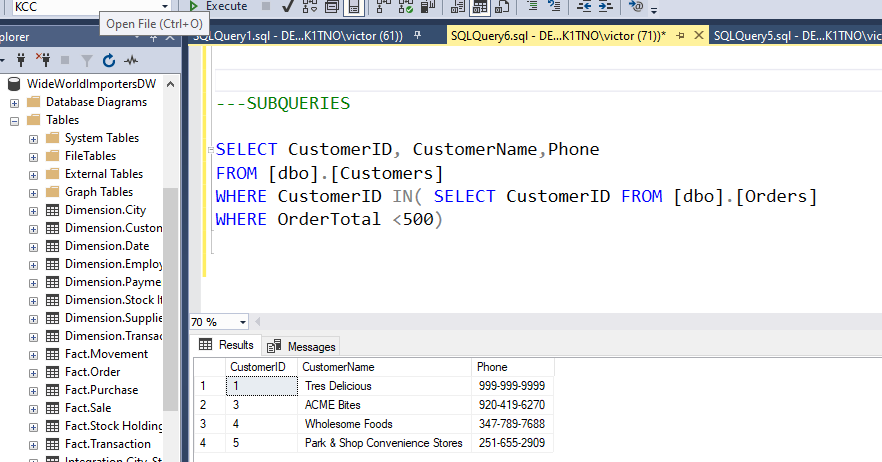 KCC
Execute
Open File (Ctrl+O)
plorer
SQLQuery1.sql - DE...K1TNO\victor (61))
SQLQuery6.sql - DE...K1TNO\victor (71))*
SQLQuery5.sql - DE...K1TNO\victor
WideWorldImportersDW
Database Diagrams
Tables
System Tables
FileTables
External Tables
Graph Tables
Dimension.City
Dimension.Custon
Dimension.Date
Dimension.Employ
Dimension.Payme
Dimension.Stock It
Dimension.Supplie
Dimension.Transac
Fact.Movement
Fact.Order
Fact.Purchase
Fact.Sale
Fact.Stock Holding
Fact.Transaction
Integration.City_St
---SUBQUERIES
SELECT CustomerID, CustomerName,Phone
FROM [dbo].[Customers]
WHERE CustomerID IN( SELECT CustomerID FROM [dbo].[Orders]
WHERE OrderTotal <500)
70 %
Results Messages
CustomerID CustomerName Phone
1 1 Tres Delicious 999-999-9999
2 3 ACME Bites 920-419-6270
3 4 Wholesome Foods 347-789-7688
4 5 Park & Shop Convenience Stores 251-655-2909